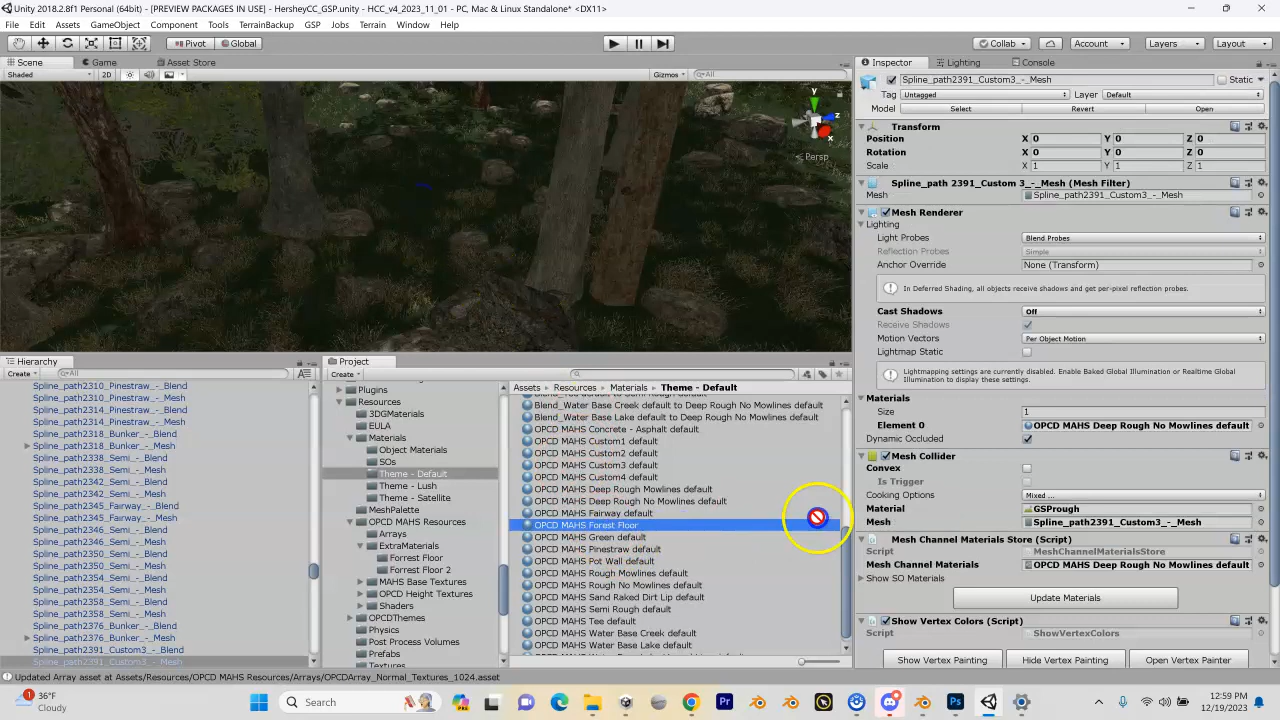 Unity 2018.2.8f1 Personal (64bit) - [PREVIEW PACKAGES IN USE] - HersheyCC_GSP.unity - HCC_v4_2023_11_01 - PC, Mac & Linux Standalone* <DX11>
File Edit Assets GameObject Component Tools TerrainBackup GSP Jobs Terrain Window Help
Pivot Global Collab Account Layers Layout
Scene Game Asset Store Inspector Lighting Console
Shaded 2D Gizmos All
Spline_path2391_Custom3_-_Mesh Static
Tag Untagged Layer Default
Model Select Revert Open
Transform
Position X 0 Y 0 Z 0
Rotation X 0 Y 0 Z 0
Scale X 1 Y 1 Z 1
y z x
Persp
Spline_path 2391_Custom 3_-_Mesh (Mesh Filter)
Mesh Spline_path2391_Custom3_-_Mesh
Mesh Renderer
Lighting
Light Probes Blend Probes
Reflection Probes Simple
Anchor Override None (Transform)
In Deferred Shading, all objects receive shadows and get per-pixel reflection probes.
Cast Shadows Off
Receive Shadows
Motion Vectors Per Object Motion
Lightmap Static
Lightmapping settings are currently disabled. Enable Baked Global Illumination or Realtime Global Illumination to display these settings.
Materials
Size 1
Element 0 OPCD MAHS Deep Rough No Mowlines default
Dynamic Occluded
Mesh Collider
Convex
Is Trigger
Cooking Options Mixed ...
Material GSPrough
Mesh Spline_path2391_Custom3_-_Mesh
Mesh Channel Materials Store (Script)
Script MeshChannelMaterialsStore
Mesh Channel Materials OPCD MAHS Deep Rough No Mowlines default
Show SO Materials
Update Materials
Show Vertex Colors (Script)
Script ShowVertexColors
Show Vertex Painting Hide Vertex Painting Open Vertex Painter
Hierarchy
Create All
Spline_path2310_Pinestraw_-_Blend
Spline_path2310_Pinestraw_-_Mesh
Spline_path2314_Pinestraw_-_Blend
Spline_path2314_Pinestraw_-_Mesh
Spline_path2318_Bunker_-_Blend
Spline_path2318_Bunker_-_Mesh
Spline_path2338_Semi_-_Blend
Spline_path2338_Semi_-_Mesh
Spline_path2342_Semi_-_Blend
Spline_path2342_Semi_-_Mesh
Spline_path2345_Fairway_-_Blend
Spline_path2345_Fairway_-_Mesh
Spline_path2346_Semi_-_Blend
Spline_path2346_Semi_-_Mesh
Spline_path2350_Semi_-_Blend
Spline_path2350_Semi_-_Mesh
Spline_path2354_Semi_-_Blend
Spline_path2354_Semi_-_Mesh
Spline_path2358_Semi_-_Blend
Spline_path2358_Semi_-_Mesh
Spline_path2376_Bunker_-_Blend
Spline_path2376_Bunker_-_Mesh
Spline_path2391_Custom3_-_Blend
Spline_path2391_Custom3_-_Mesh
Project
Create
Plugins
Resources
3DGMaterials
EULA
Materials
Object Materials
SOs
Theme - Default
Theme - Lush
Theme - Satellite
MeshPalette
OPCD MAHS Resources
Arrays
ExtraMaterials
Forrest Floor
Forrest Floor 2
MAHS Base Textures
OPCD Height Textures
Shaders
OPCDThemes
Physics
Post Process Volumes
Prefabs
Textures
Assets Resources Materials Theme - Default
Blend_Water Base Creek default to Deep Rough No Mowlines default
Blend_Water Base Lake default to Deep Rough No Mowlines default
OPCD MAHS Concrete - Asphalt default
OPCD MAHS Custom1 default
OPCD MAHS Custom2 default
OPCD MAHS Custom3 default
OPCD MAHS Custom4 default
OPCD MAHS Deep Rough Mowlines default
OPCD MAHS Deep Rough No Mowlines default
OPCD MAHS Fairway default
OPCD MAHS Forest Floor
OPCD MAHS Green default
OPCD MAHS Pinestraw default
OPCD MAHS Pot Wall default
OPCD MAHS Rough Mowlines default
OPCD MAHS Rough No Mowlines default
OPCD MAHS Sand Raked Dirt Lip default
OPCD MAHS Semi Rough default
OPCD MAHS Tee default
OPCD MAHS Water Base Creek default
OPCD MAHS Water Base Lake default
Updated Array asset at Assets/Resources/OPCD MAHS Resources/Arrays/OPCDArray_Normal_Textures_1024.asset
1 36°F Cloudy
Search
12:59 PM
12/19/2023